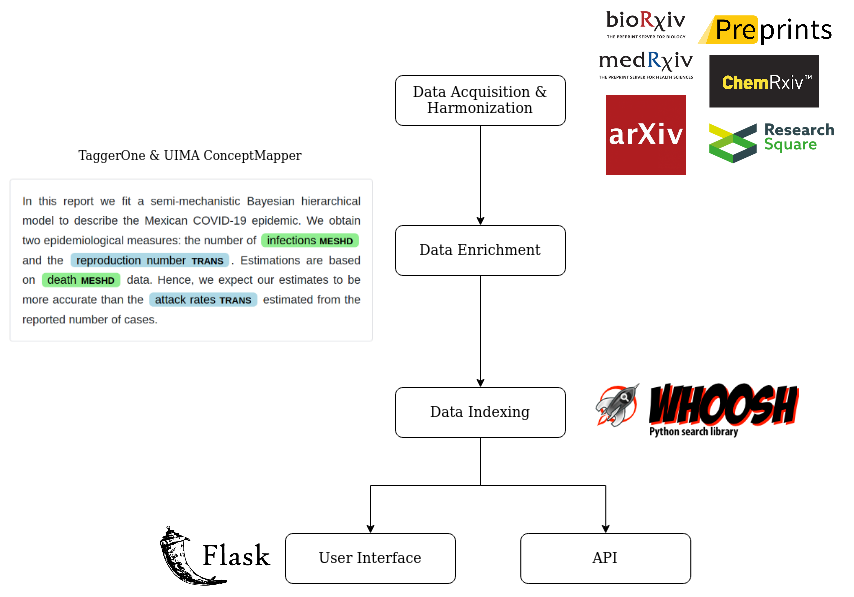 bioRxiv
THE PREPRINT SERVER FOR BIOLOGY
Preprints
medRxiv
THE PREPRINT SERVER FOR HEALTH SCIENCES
ChemRxiv™
arXiv
Research
Square
Data Acquisition &
Harmonization
TaggerOne & UIMA ConceptMapper
In this report we fit a semi-mechanistic Bayesian hierarchical
model to describe the Mexican COVID-19 epidemic. We obtain
two epidemiological measures: the number of infections MESHD
and the reproduction number TRANS . Estimations are based
on death MESHD data. Hence, we expect our estimates to be
more accurate than the attack rates TRANS estimated from the
reported number of cases.
Data Enrichment
Data Indexing
WHOOSH
Python search library
Flask
User Interface
API